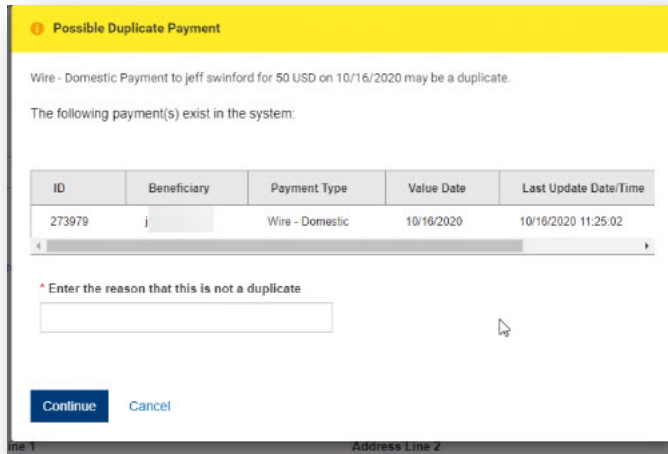 Possible Duplicate Payment
Wire - Domestic Payment to jeff swinford for 50 USD on 10/16/2020 may be a duplicate.
The following payment(s) exist in the system:
ID Beneficiary Payment Type Value Date Last Update Date/Time
273979 j Wire - Domestic 10/16/2020 10/16/2020 11:25:02
* Enter the reason that this is not a duplicate
Continue Cancel
ine 1 Address Line 2